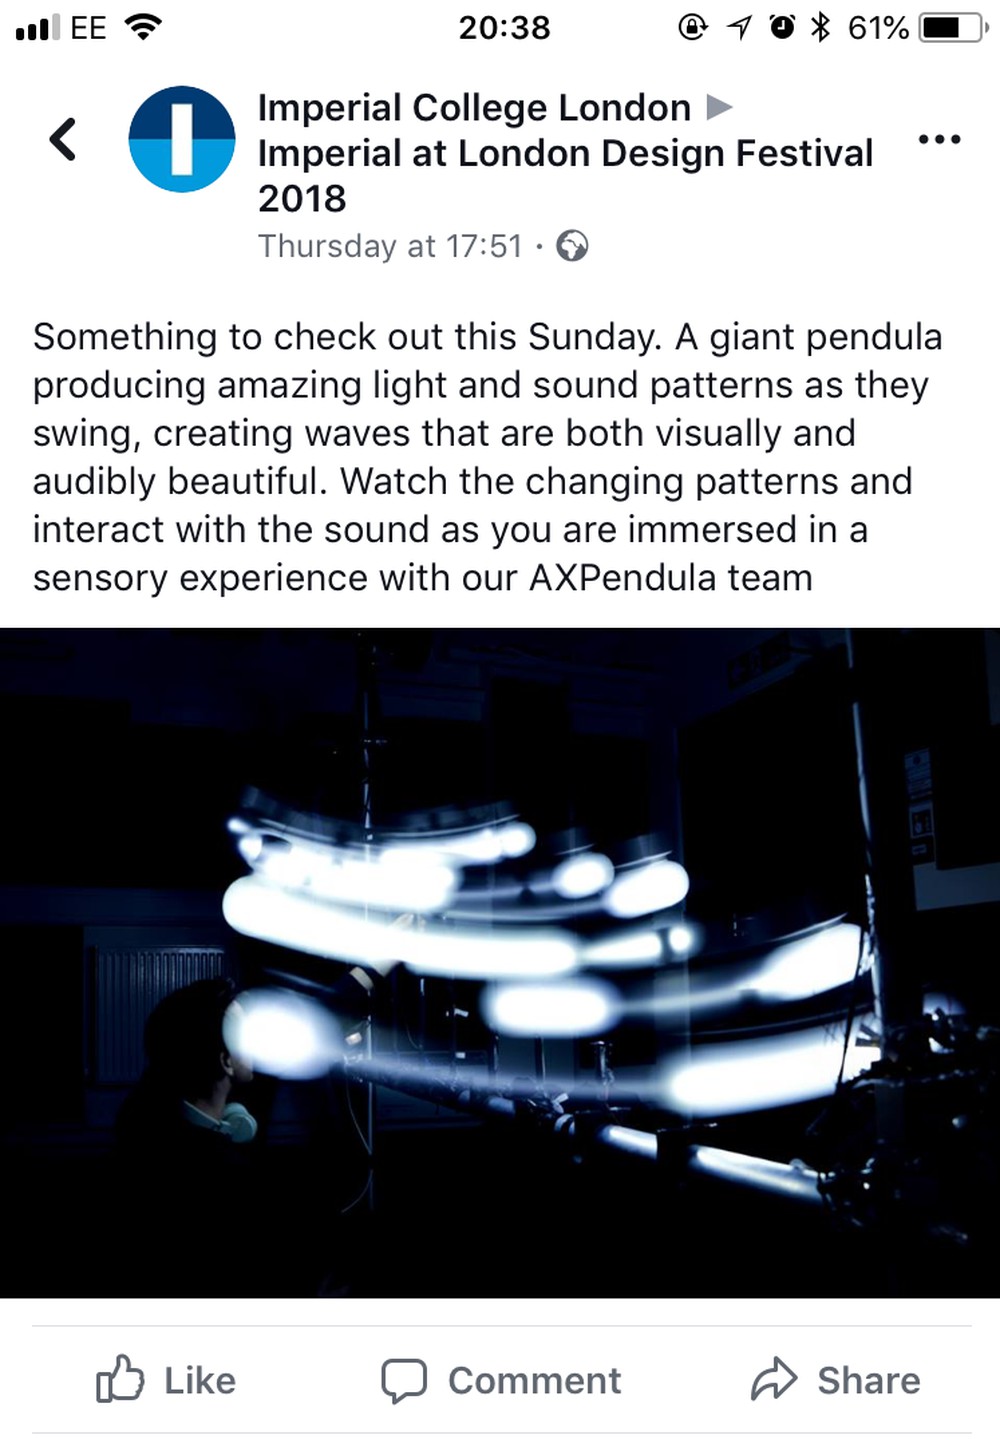 EE 20:38 61%
Imperial College London
Imperial at London Design Festival
2018
Thursday at 17:51 ·
Something to check out this Sunday. A giant pendula
producing amazing light and sound patterns as they
swing, creating waves that are both visually and
audibly beautiful. Watch the changing patterns and
interact with the sound as you are immersed in a
sensory experience with our AXPendula team
Like Comment Share